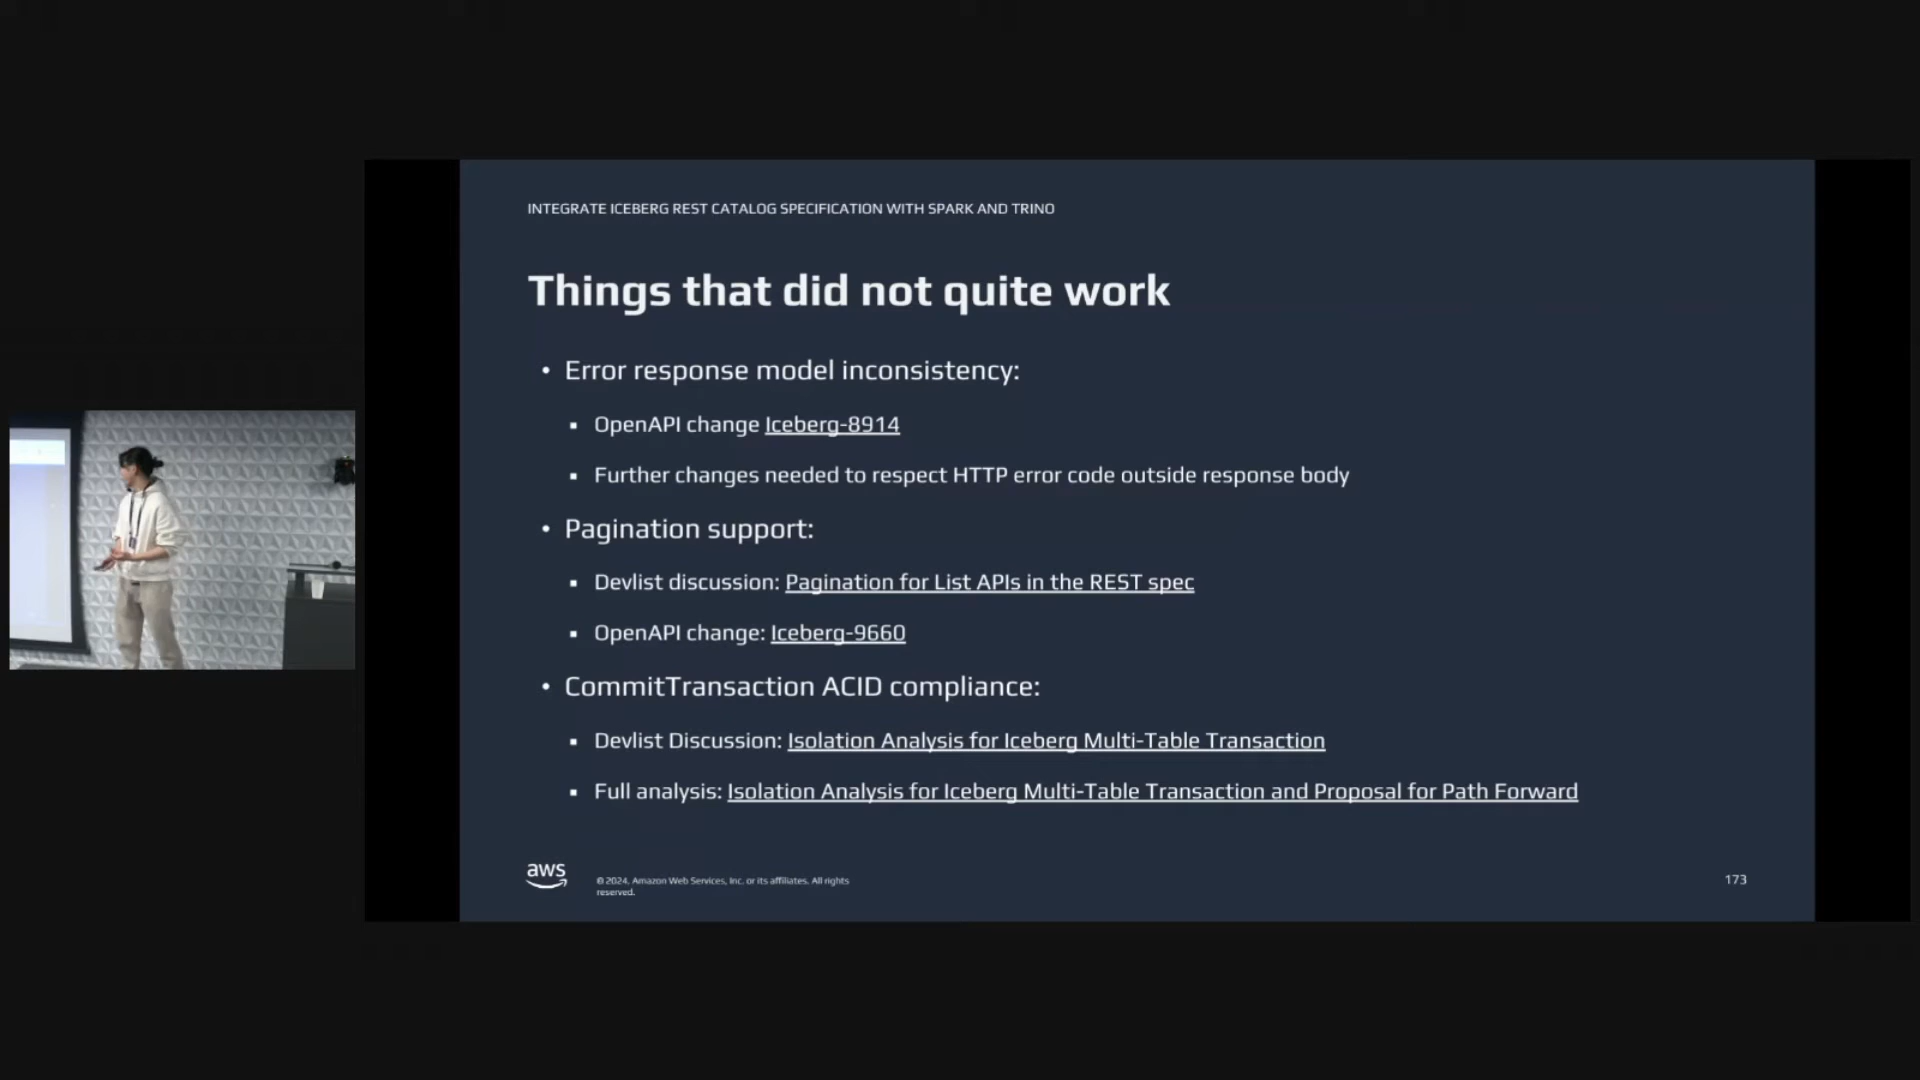 INTEGRATE ICEBERG REST CATALOG SPECIFICATION WITH SPARK AND TRINO
Things that did not quite work
• Error response model inconsistency:
▪ OpenAPI change Iceberg-8914
▪ Further changes needed to respect HTTP error code outside response body
• Pagination support:
▪ Devlist discussion: Pagination for List APIs in the REST spec
▪ OpenAPI change: Iceberg-9660
• CommitTransaction ACID compliance:
▪ Devlist Discussion: Isolation Analysis for Iceberg Multi-Table Transaction
▪ Full analysis: Isolation Analysis for Iceberg Multi-Table Transaction and Proposal for Path Forward
aws
© 2024, Amazon Web Services, Inc. or its affiliates. All rights
reserved.
173